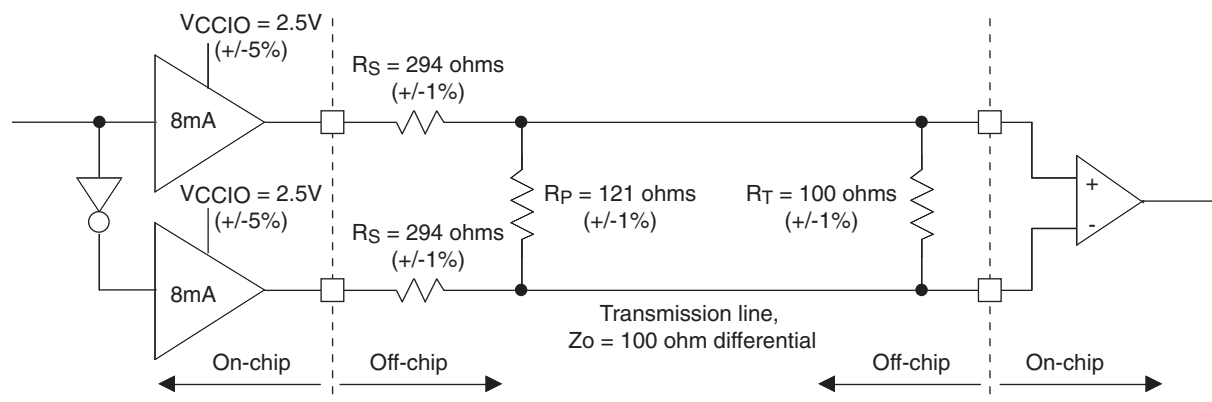 VCCIO = 2.5V
(+/-5%)
8mA
RS = 294 ohms
(+/-1%)
VCCIO = 2.5V
(+/-5%)
8mA
RS = 294 ohms
(+/-1%)
RP = 121 ohms
(+/-1%)
RT = 100 ohms
(+/-1%)
+
-
Transmission line,
Zo = 100 ohm differential
On-chip
Off-chip
Off-chip
On-chip